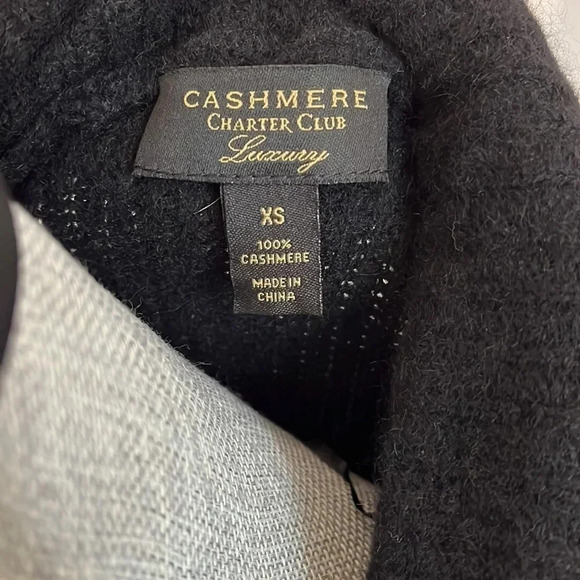 CASHMERE
CHARTER CLUB
Luxury
XS
100%
CASHMERE
MADE IN
CHINA